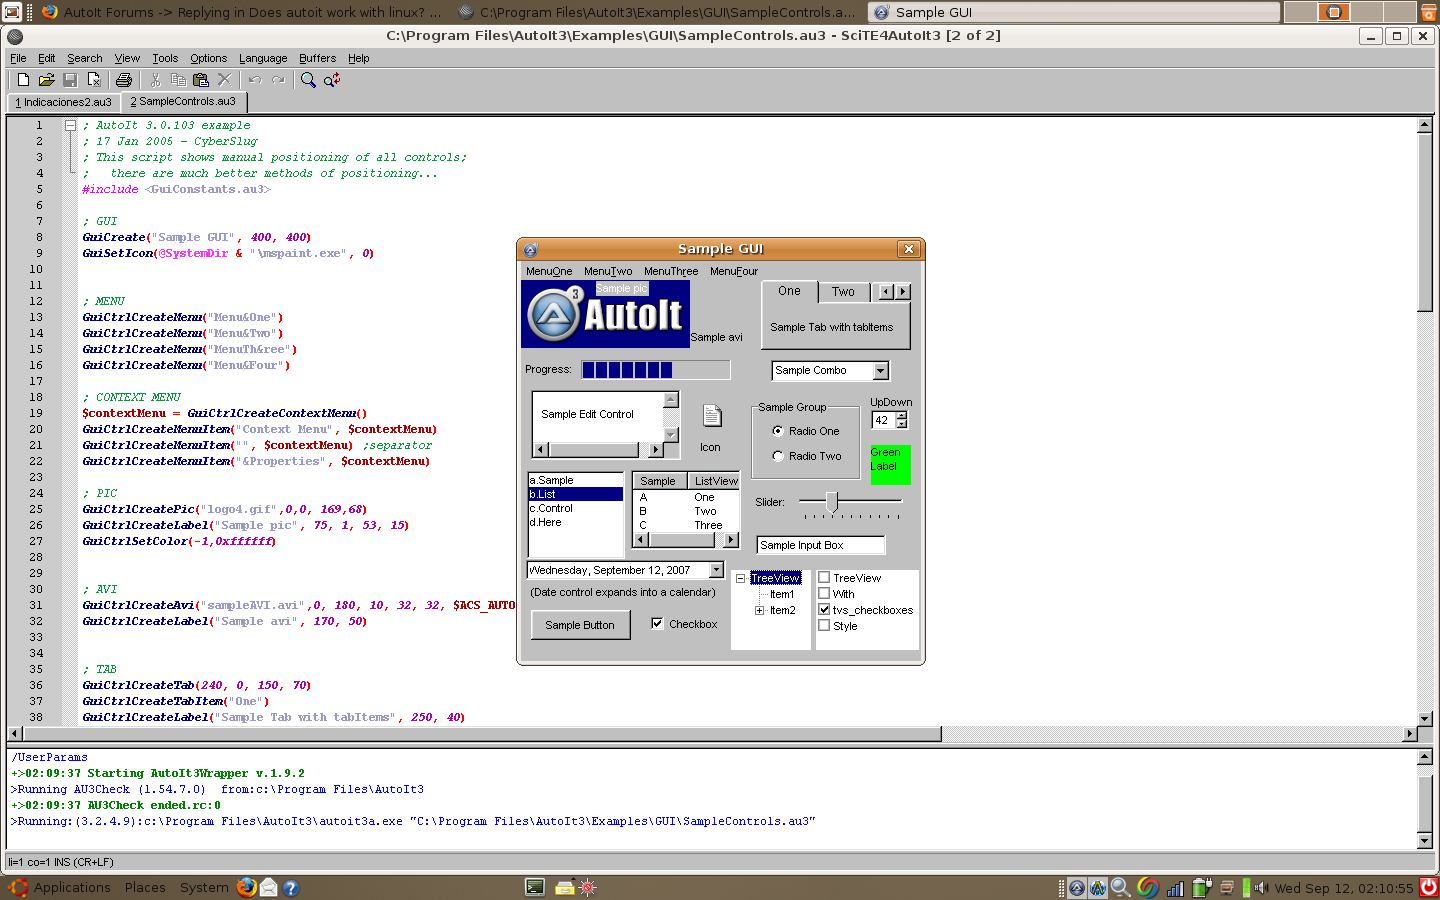 AutoIt Forums -> Replying in Does autoit work with linux? ...
C:\Program Files\AutoIt3\Examples\GUI\SampleControls.a...
Sample GUI
C:\Program Files\AutoIt3\Examples\GUI\SampleControls.au3 - SciTE4AutoIt3 [2 of 2]
File Edit Search View Tools Options Language Buffers Help
1 Indicaciones2.au3 2 SampleControls.au3
1 ; AutoIt 3.0.103 example
2 ; 17 Jan 2005 - CyberSlug
3 ; This script shows manual positioning of all controls;
4 ;   there are much better methods of positioning...
5 #include <GuiConstants.au3>
6
7 ; GUI
8 GuiCreate("Sample GUI", 400, 400)
9 GuiSetIcon(@SystemDir & "\mspaint.exe", 0)
10
11
12 ; MENU
13 GuiCtrlCreateMenu("Menu&One")
14 GuiCtrlCreateMenu("Menu&Two")
15 GuiCtrlCreateMenu("MenuTh&ree")
16 GuiCtrlCreateMenu("Menu&Four")
17
18 ; CONTEXT MENU
19 $contextMenu = GuiCtrlCreateContextMenu()
20 GuiCtrlCreateMenuItem("Context Menu", $contextMenu)
21 GuiCtrlCreateMenuItem("", $contextMenu) ;separator
22 GuiCtrlCreateMenuItem("&Properties", $contextMenu)
23
24 ; PIC
25 GuiCtrlCreatePic("logo4.gif",0,0, 169,68)
26 GuiCtrlCreateLabel("Sample pic", 75, 1, 53, 15)
27 GuiCtrlSetColor(-1,0xffffff)
28
29
30 ; AVI
31 GuiCtrlCreateAvi("sampleAVI.avi",0, 180, 10, 32, 32, $ACS_AUTO
32 GuiCtrlCreateLabel("Sample avi", 170, 50)
33
34
35 ; TAB
36 GuiCtrlCreateTab(240, 0, 150, 70)
37 GuiCtrlCreateTabItem("One")
38 GuiCtrlCreateLabel("Sample Tab with tabItems", 250, 40)
Sample GUI
MenuOne MenuTwo MenuThree MenuFour
Sample pic
3
AutoIt
Sample avi
One Two
Sample Tab with tabItems
Progress:
Sample Combo
Sample Edit Control
Icon
Sample Group
Radio One
Radio Two
UpDown
42
Green
Label
a.Sample
b.List
c.Control
d.Here
Sample ListView
A One
B Two
C Three
Slider:
Sample Input Box
Wednesday, September 12, 2007
(Date control expands into a calendar)
Sample Button
Checkbox
TreeView
Item1
Item2
TreeView
With
tvs_checkboxes
Style
/UserParams
+>02:09:37 Starting AutoIt3Wrapper v.1.9.2
>Running AU3Check (1.54.7.0)  from:c:\Program Files\AutoIt3
+>02:09:37 AU3Check ended.rc:0
>Running:(3.2.4.9):c:\Program Files\AutoIt3\autoit3a.exe "C:\Program Files\AutoIt3\Examples\GUI\SampleControls.au3"
li=1 co=1 INS (CR+LF)
Applications Places System
Wed Sep 12, 02:10:55